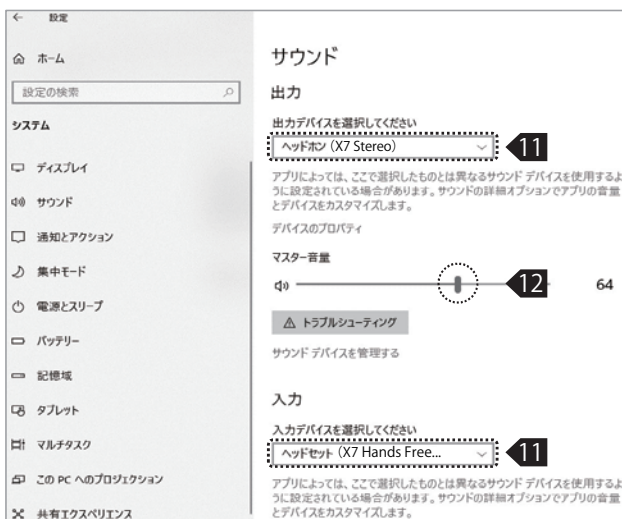 ← 設定
ホーム
設定の検索
システム
ディスプレイ
サウンド
通知とアクション
集中モード
電源とスリープ
バッテリー
記憶域
タブレット
マルチタスク
この PC へのプロジェクション
共有エクスペリエンス
サウンド
出力
出力デバイスを選択してください
ヘッドホン (X7 Stereo)
11
アプリによっては、ここで選択したものとは異なるサウンド デバイスを使用するよ
うに設定されている場合があります。サウンドの詳細オプションでアプリの音量
とデバイスをカスタマイズします。
デバイスのプロパティ
マスター音量
12
64
トラブルシューティング
サウンド デバイスを管理する
入力
入力デバイスを選択してください
ヘッドセット (X7 Hands Free...
11
アプリによっては、ここで選択したものとは異なるサウンド デバイスを使用するよ
うに設定されている場合があります。サウンドの詳細オプションでアプリの音量
とデバイスをカスタマイズします。